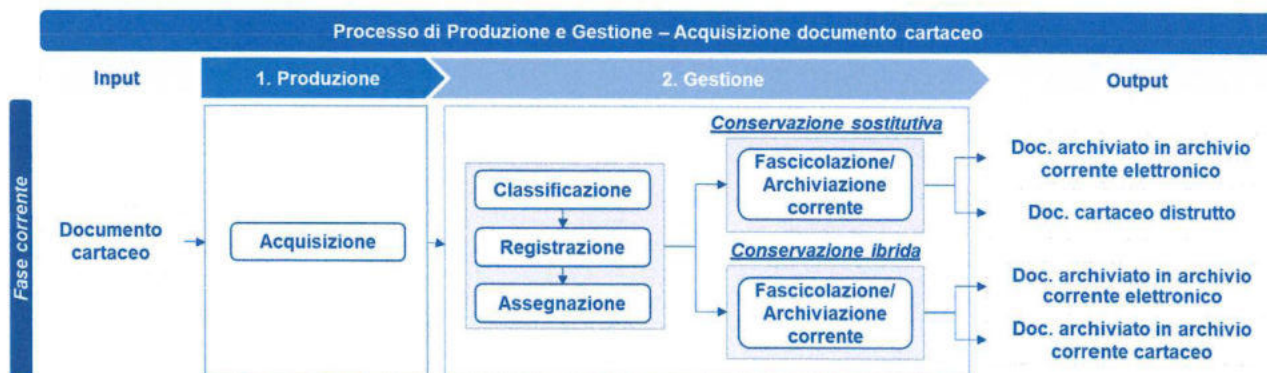 Processo di Produzione e Gestione – Acquisizione documento cartaceo
Input
1. Produzione
2. Gestione
Output
Fase corrente
Documento
cartaceo
Acquisizione
Classificazione
Registrazione
Assegnazione
Conservazione sostitutiva
Fascicolazione/
Archiviazione
corrente
Conservazione ibrida
Fascicolazione/
Archiviazione
corrente
Doc. archiviato in archivio
corrente elettronico
Doc. cartaceo distrutto
Doc. archiviato in archivio
corrente elettronico
Doc. archiviato in archivio
corrente cartaceo